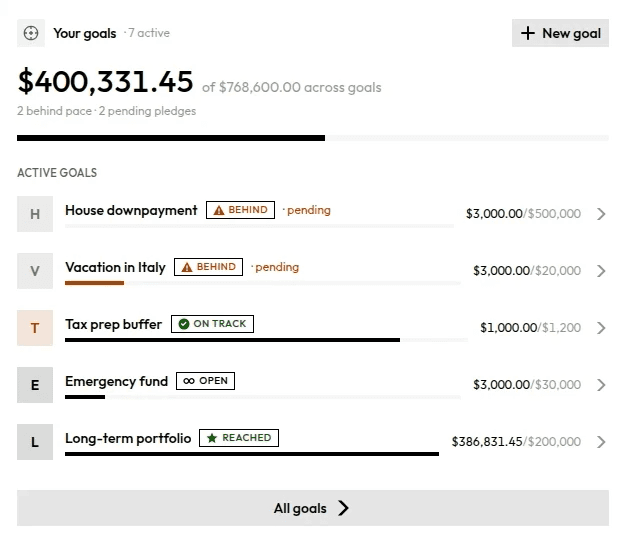 Your goals · 7 active
+ New goal
$400,331.45 of $768,600.00 across goals
2 behind pace · 2 pending pledges
ACTIVE GOALS
H House downpayment BEHIND · pending $3,000.00/$500,000
V Vacation in Italy BEHIND · pending $3,000.00/$20,000
T Tax prep buffer ON TRACK $1,000.00/$1,200
E Emergency fund OPEN $3,000.00/$30,000
L Long-term portfolio REACHED $386,831.45/$200,000
All goals